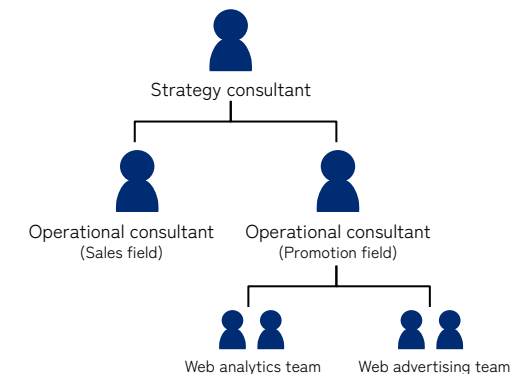 Strategy consultant
Operational consultant
(Sales field)
Operational consultant
(Promotion field)
Web analytics team
Web advertising team